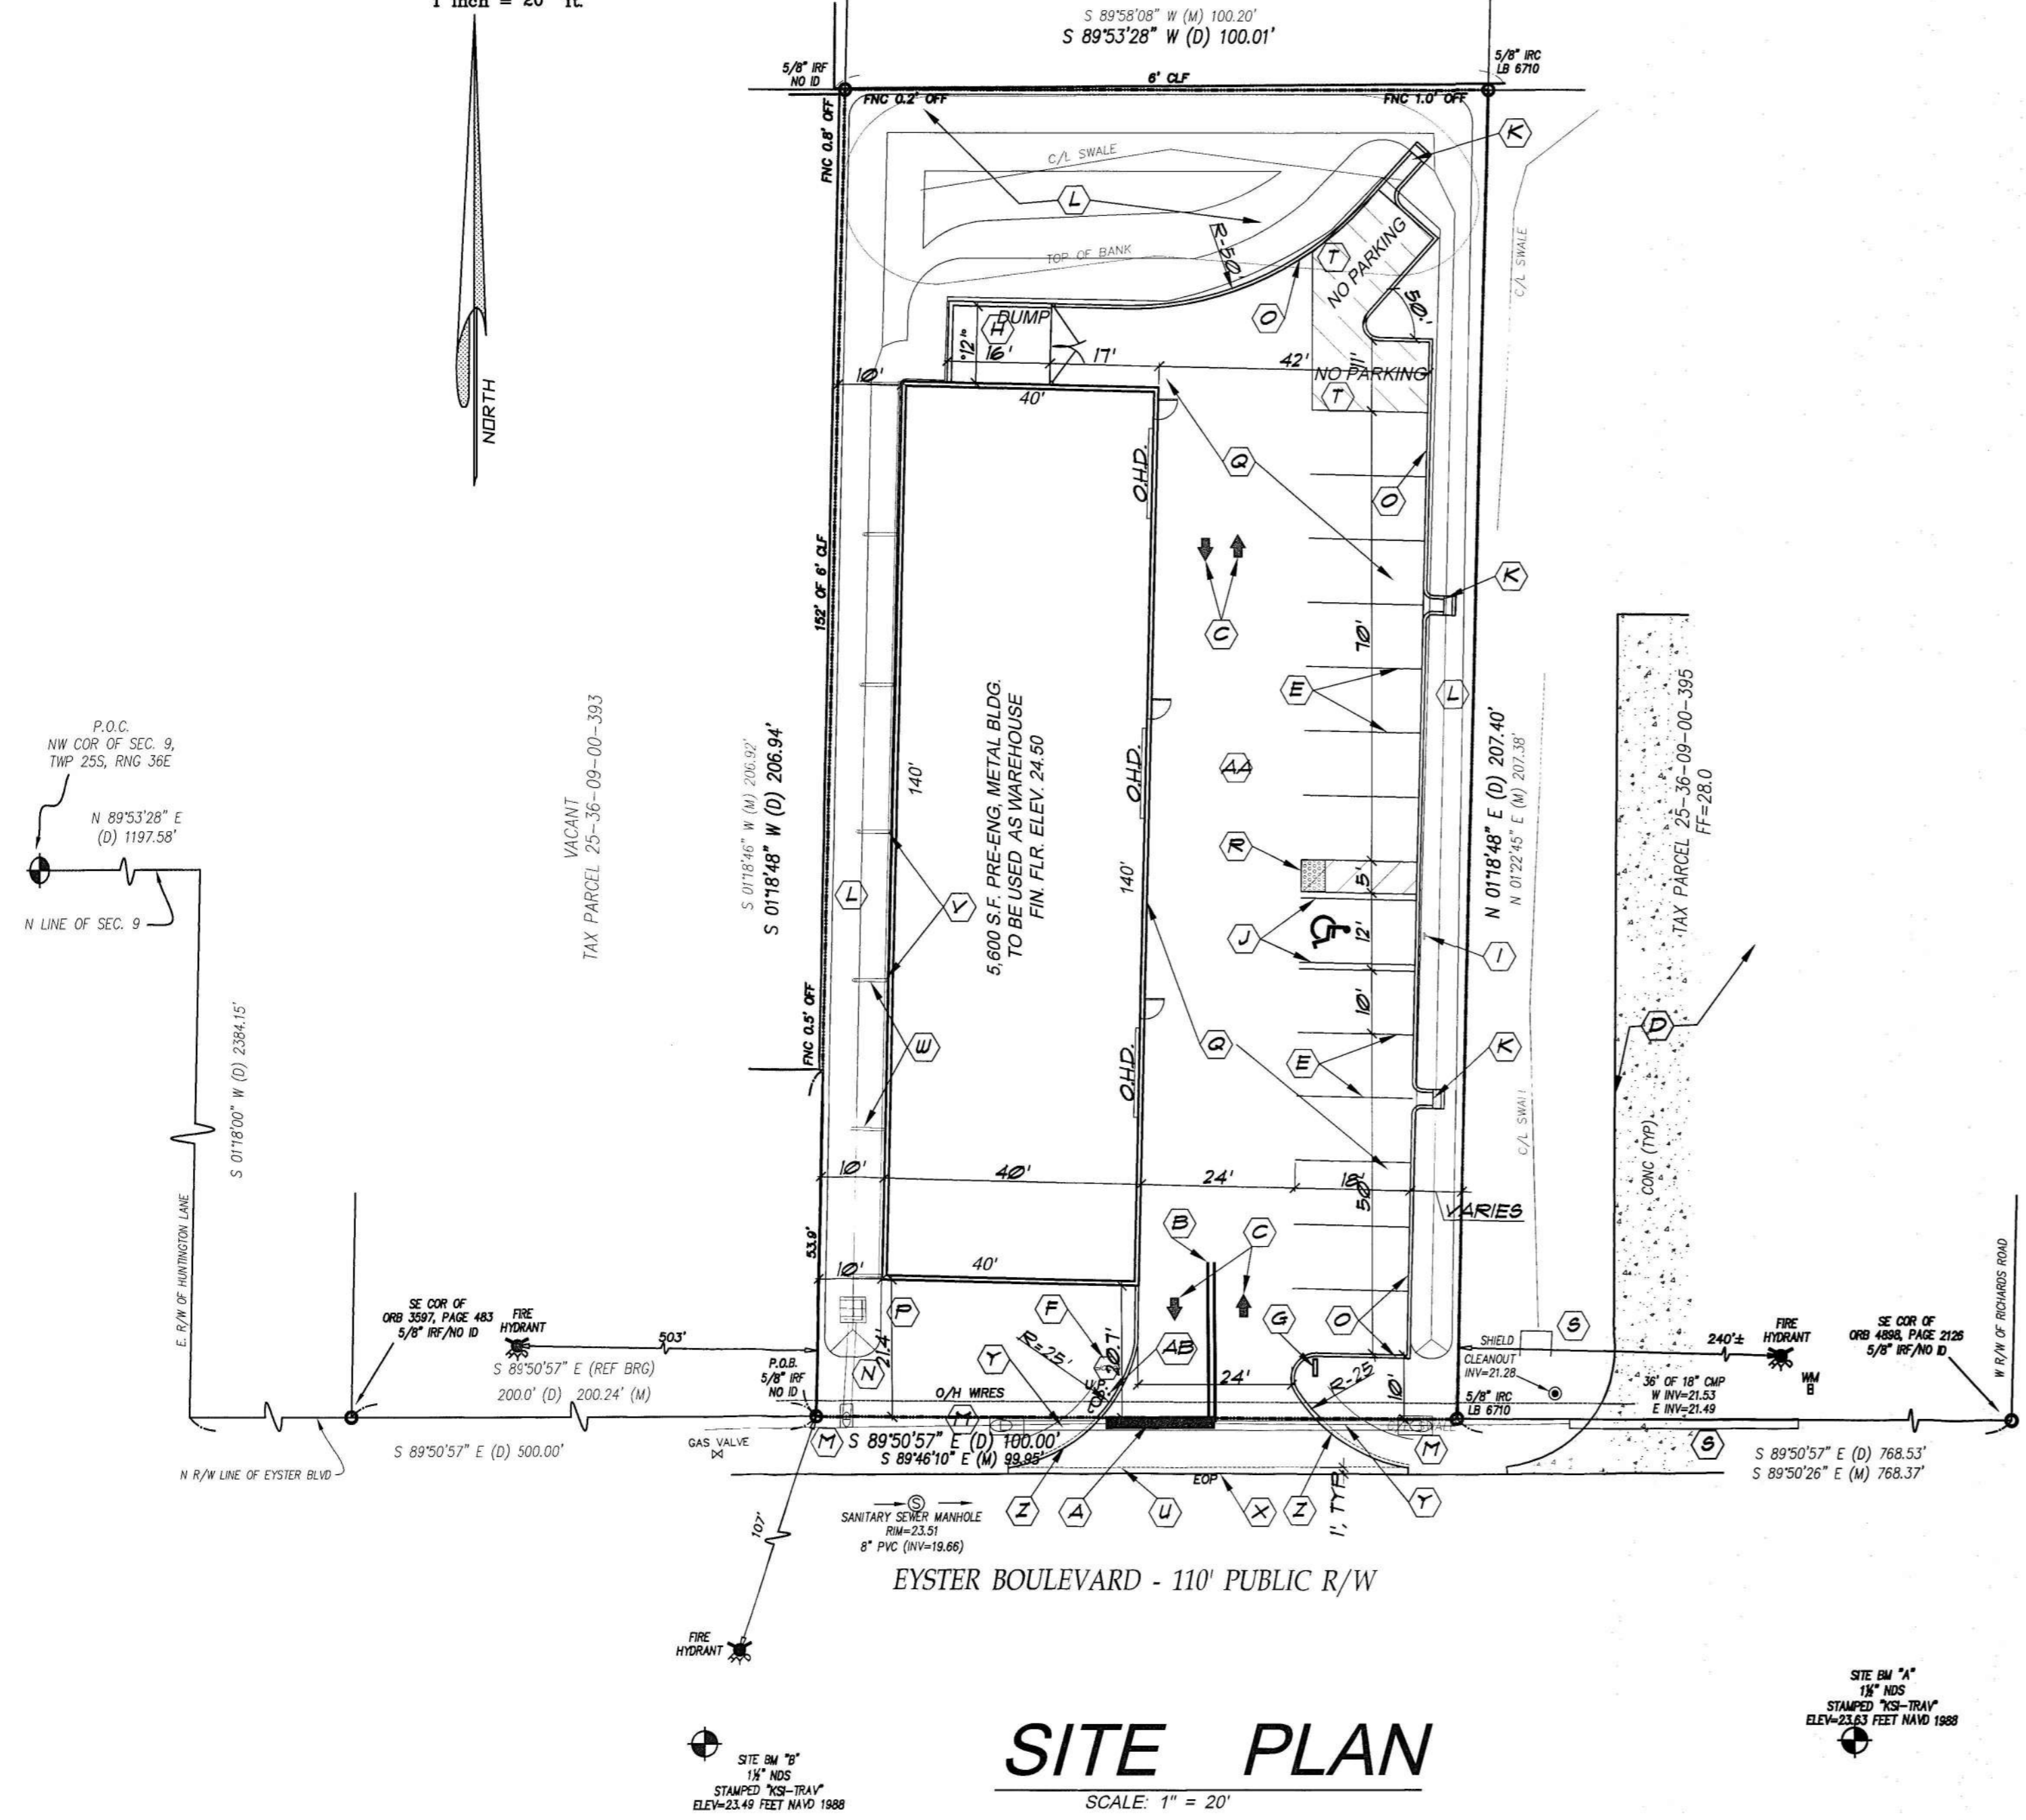 1 inch = 20 ft.
S 89°58'08" W (M) 100.20'
S 89°53'28" W (D) 100.01'
5/8" IRF
NO ID
5/8" IRC
LB 6710
6' CLF
FNC 0.2' OFF
FNC 1.0' OFF
FNC 0.8' OFF
K
C/L SWALE
L
TOP OF BANK
R-50'
T
NO PARKING
C/L SWALE
50.'
O
DUMP
H
12'
16'
17'
42'
11'
NO PARKING
T
10'
40'
NORTH
O.H.D.
Q
O
C
K
152' OF 6' CLF
70'
E
L
P.O.C.
NW COR OF SEC. 9,
TWP 25S, RNG 36E
N 89°53'28" E
(D) 1197.58'
N LINE OF SEC. 9
VACANT
TAX PARCEL 25-36-09-00-393
S 01°18'46" W (M) 206.92'
S 01°18'48" W (D) 206.94'
140'
5,600 S.F. PRE-ENG. METAL BLDG.
TO BE USED AS WAREHOUSE
FIN. FLR. ELEV. 24.50
O.H.D.
140'
AA
R
5'
N 01°18'48" E (D) 207.40'
N 01°22'45" E (M) 207.38'
TAX PARCEL 25-36-09-00-395
FF=28.0
L
V
J
12'
I
FNC 0.5' OFF
S 01°18'00" W (D) 2384.15'
W
10'
Q
E
K
D
O.H.D.
C/L SWALE
CONC (TYP)
10'
40'
24'
18'
50'
VARIES
E. R/W OF HUNTINGTON LANE
53.9'
B
C
10'
40'
W R/W OF RICHARDS ROAD
SE COR OF
ORB 3597, PAGE 483
5/8" IRF/NO ID
FIRE
HYDRANT
503'
S 89°50'57" E (REF BRG)
200.0' (D) 200.24' (M)
P
F
G
O
S
SHIELD
CLEANOUT
INV=21.28
240'±
FIRE
HYDRANT
WM
SE COR OF
ORB 4898, PAGE 2126
5/8" IRF/NO ID
P.O.B.
5/8" IRF
NO ID
N
21.4'
Y
R=25'
20.7'
AB
24'
R-25
10'
O/H WIRES
5/8" IRC
LB 6710
36' OF 18" CMP
W INV=21.53
E INV=21.49
M
GAS VALVE
M
S 89°50'57" E (D) 100.00'
S 89°46'10" E (M) 99.95'
M
S
S 89°50'57" E (D) 500.00'
N R/W LINE OF EYSTER BLVD
S 89°50'57" E (D) 768.53'
S 89°50'26" E (M) 768.37'
EOP
1', TYP.
Z
A
U
X
Z
Y
S
SANITARY SEWER MANHOLE
RIM=23.51
8" PVC (INV=19.66)
107'
EYSTER BOULEVARD - 110' PUBLIC R/W
FIRE
HYDRANT
SITE BM "A"
1½" NDS
STAMPED "KSI-TRAV"
ELEV=23.63 FEET NAVD 1988
SITE BM "B"
1½" NDS
STAMPED "KSI-TRAV"
ELEV=23.49 FEET NAVD 1988
SITE PLAN
SCALE: 1" = 20'